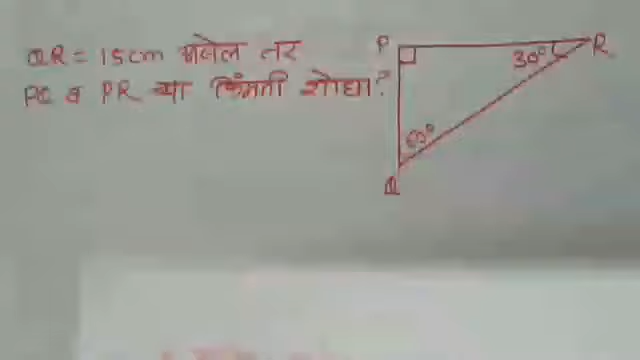 QR = 15cm असेल तर
PQ व PR च्या किंमती शोधा?
P
30°
R
60°
Q